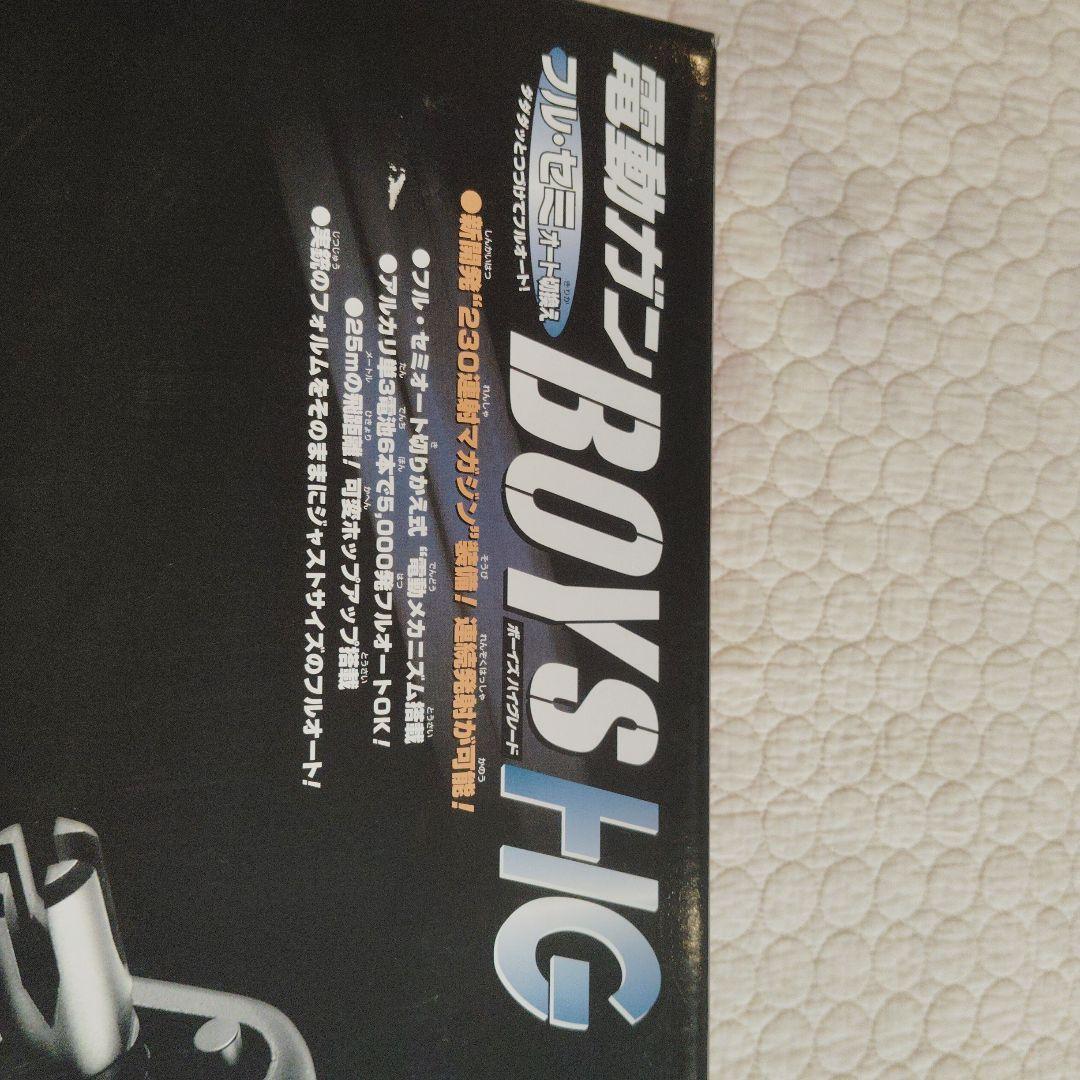 電動ガンBOYS HG
ボーイズ ハイグレード
フル・セミオート切換え
ダダダッとつづけてフルオート!
●新開発“230連射マガジン”装備! 連続発射が可能!
●フル・セミオート切りかえ式 “電動メカニズム搭載
●アルカリ単3電池6本で5,000発フルオートOK!
●25mの飛距離! 可変ホップアップ搭載
●実銃のフォルムをそのままにジャストサイズのフルオート!